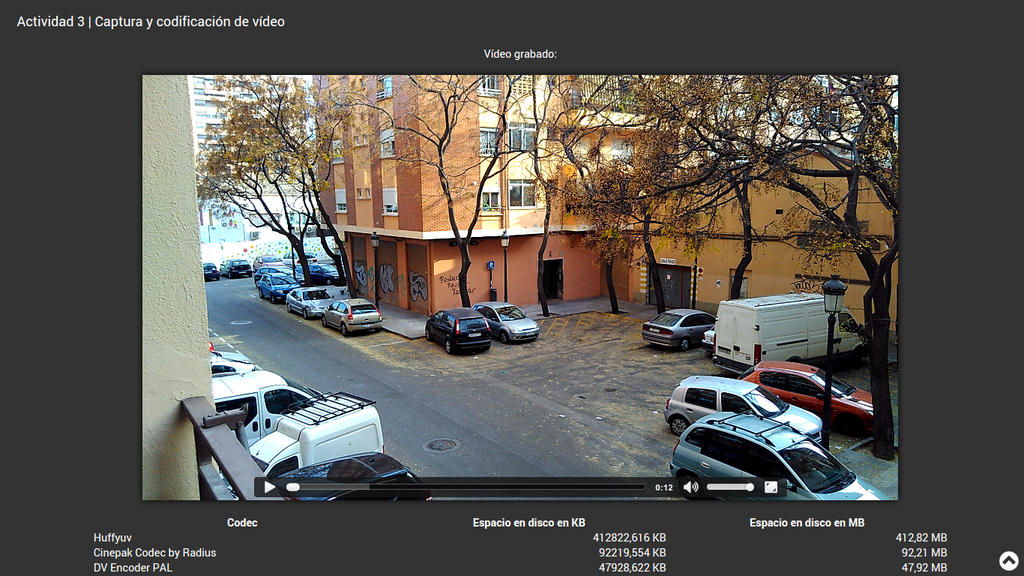 Actividad 3 | Captura y codificación de vídeo
Vídeo grabado:
0:12
Codec Espacio en disco en KB Espacio en disco en MB
Huffyuv 412822,616 KB 412,82 MB
Cinepak Codec by Radius 92219,554 KB 92,21 MB
DV Encoder PAL 47928,622 KB 47,92 MB